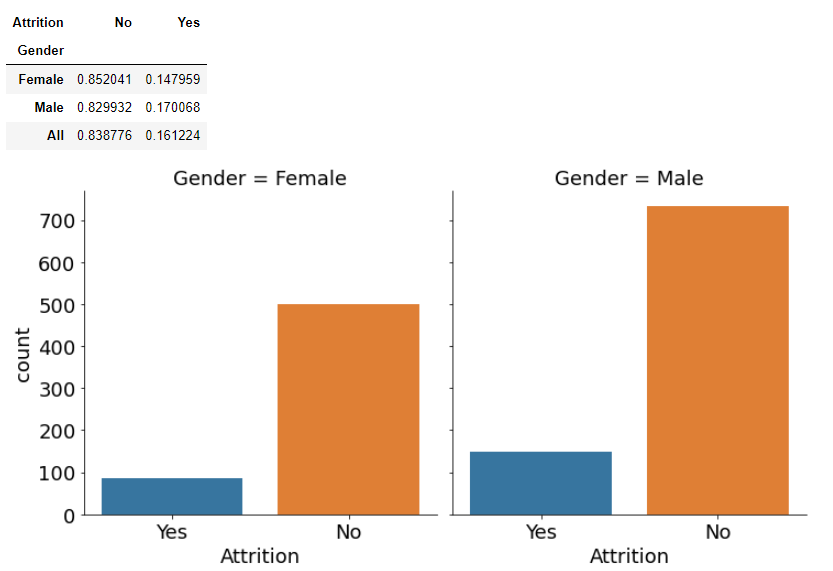 Attrition No Yes
Gender
Female 0.852041 0.147959
Male 0.829932 0.170068
All 0.838776 0.161224
Gender = Female
Gender = Male
700
600
500
400
300
200
100
0
count
Yes No
Yes No
Attrition
Attrition